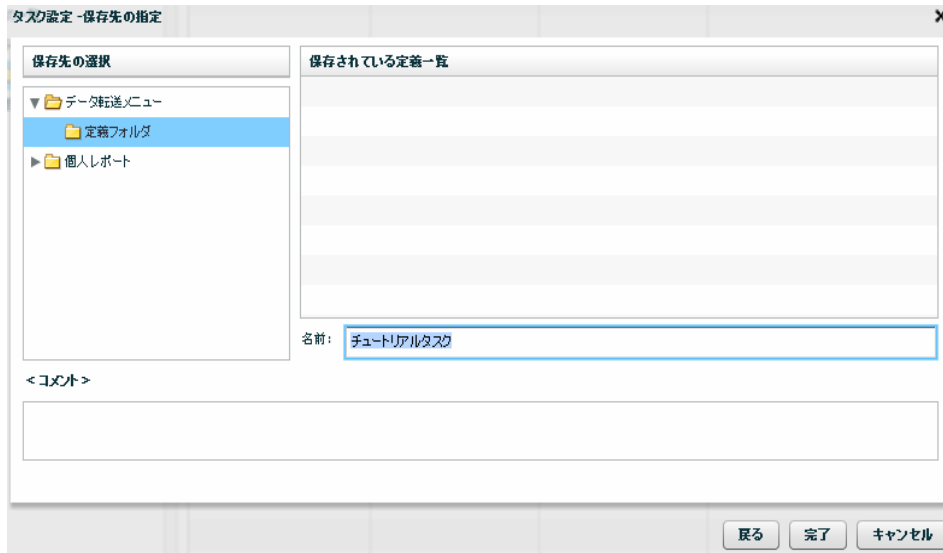 タスク設定 -保存先の指定
保存先の選択
保存されている定義一覧
データ転送メニュー
定義フォルダ
個人レポート
名前:
チュートリアルタスク
<コメント>
戻る
完了
キャンセル